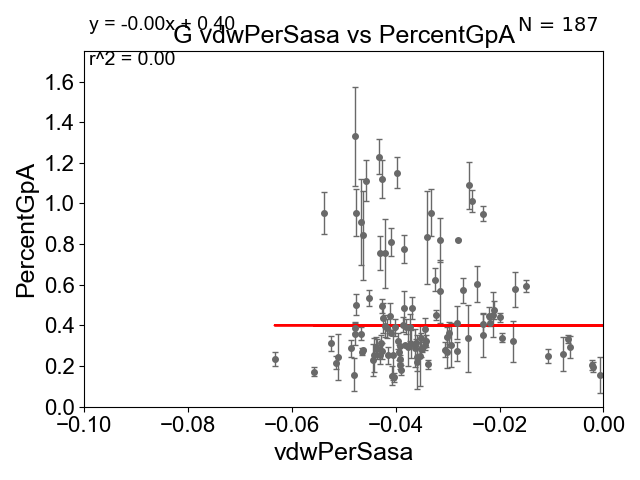 y = -0.00x + 0.40
N = 187
G vdwPerSasa vs PercentGpA
r^2 = 0.00
PercentGpA
1.6
1.4
1.2
1.0
0.8
0.6
0.4
0.2
0.0
−0.10 −0.08 −0.06 −0.04 −0.02 0.00
vdwPerSasa